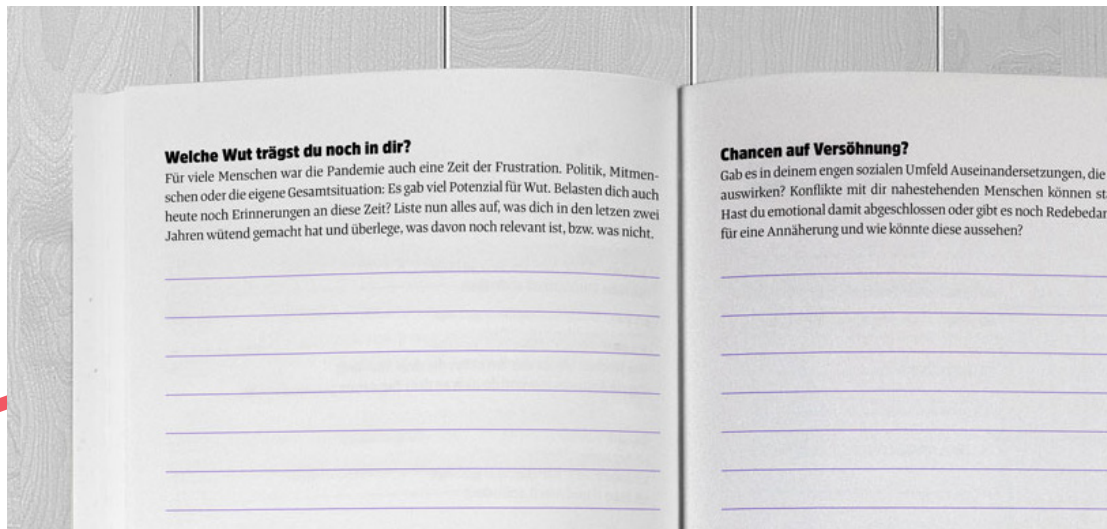 Welche Wut trägst du noch in dir?
Für viele Menschen war die Pandemie auch eine Zeit der Frustration. Politik, Mitmen-
schen oder die eigene Gesamtsituation: Es gab viel Potenzial für Wut. Belasten dich auch
heute noch Erinnerungen an diese Zeit? Liste nun alles auf, was dich in den letzen zwei
Jahren wütend gemacht hat und überlege, was davon noch relevant ist, bzw. was nicht.
Chancen auf Versöhnung?
Gab es in deinem engen sozialen Umfeld Auseinandersetzungen, die
auswirken? Konflikte mit dir nahestehenden Menschen können
Hast du emotional damit abgeschlossen oder gibt es noch
für eine Annäherung und wie könnte diese aussehen?